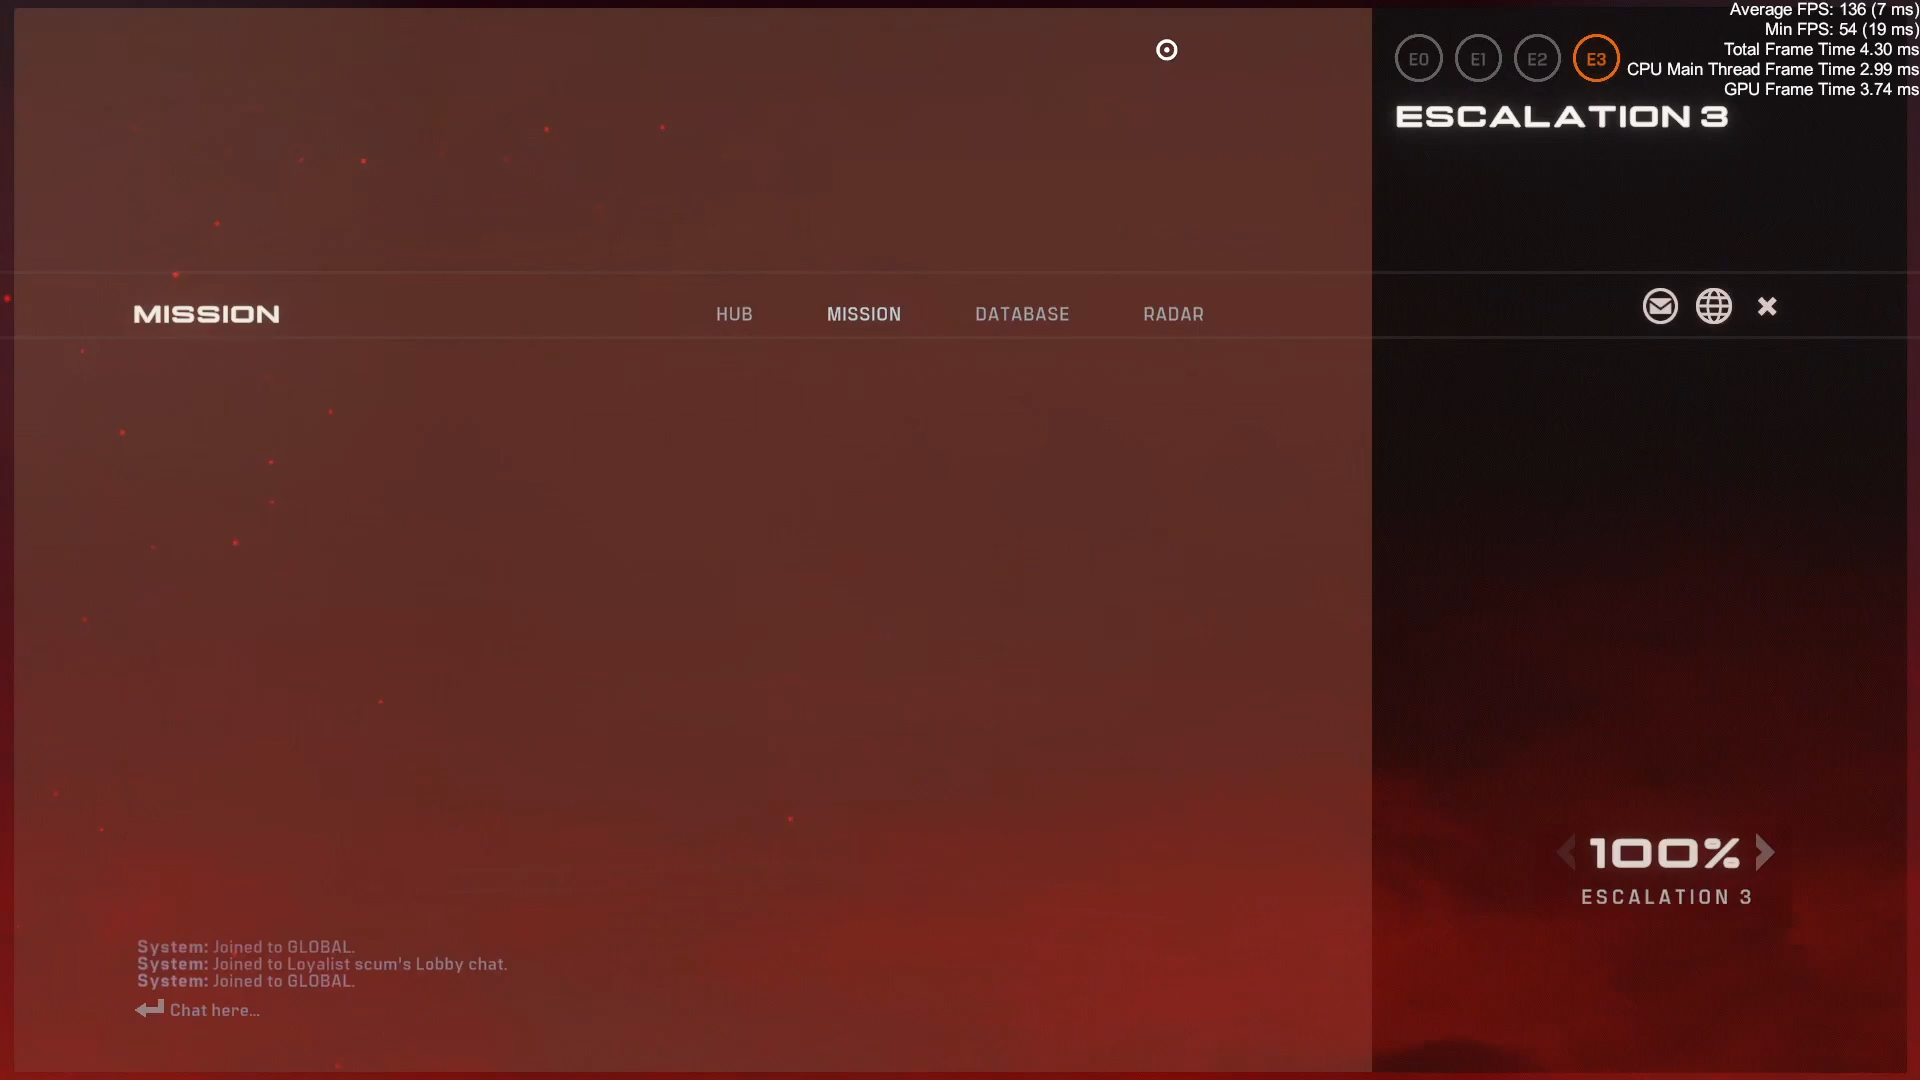 Average FPS: 136 (7 ms)
Min FPS: 54 (19 ms)
Total Frame Time 4.30 ms
CPU Main Thread Frame Time 2.99 ms
GPU Frame Time 3.74 ms
E0 E1 E2 E3
ESCALATION 3
MISSION HUB MISSION DATABASE RADAR
100%
ESCALATION 3
System: Joined to GLOBAL.
System: Joined to Loyalist scum's Lobby chat.
System: Joined to GLOBAL.
Chat here...